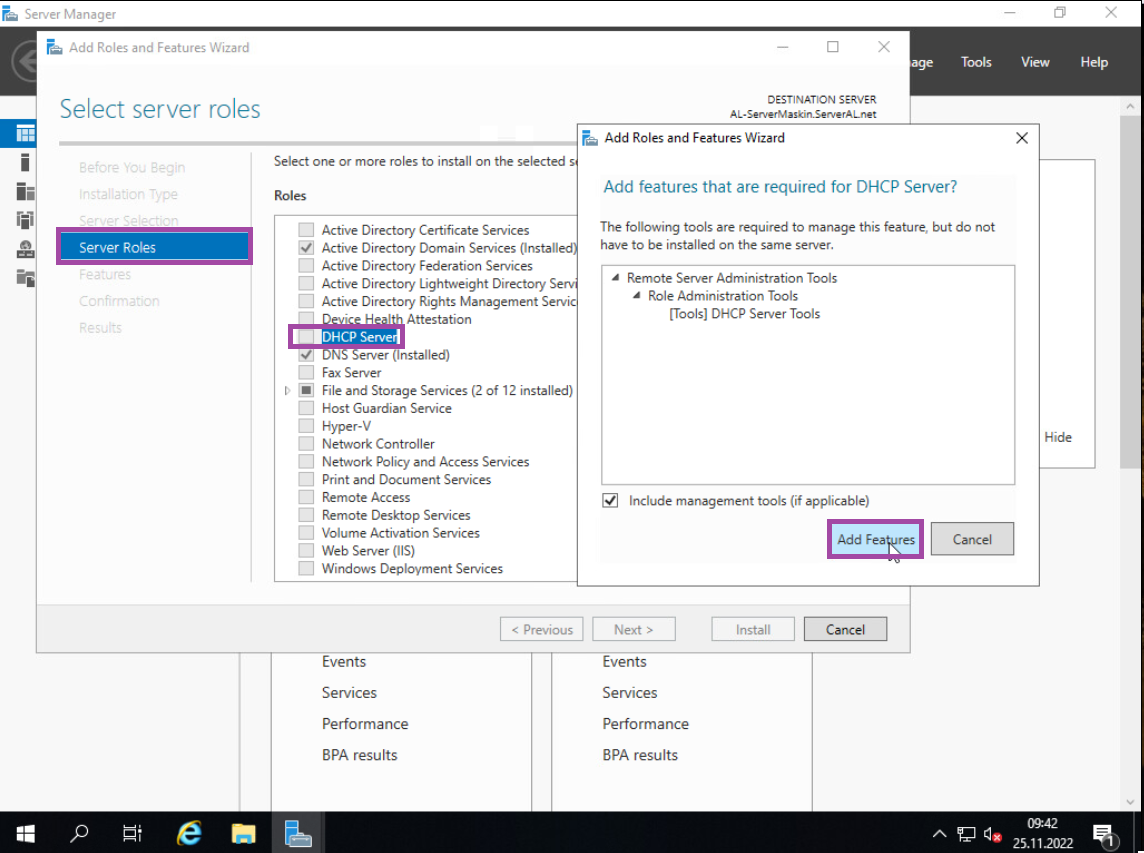 Server Manager
Add Roles and Features Wizard
age Tools View Help
Select server roles
DESTINATION SERVER
AL-ServerMaskin.ServerAL.net
Before You Begin
Installation Type
Server Selection
Server Roles
Features
Confirmation
Results
Select one or more roles to install on the selected se
Roles
Active Directory Certificate Services
Active Directory Domain Services (Installed)
Active Directory Federation Services
Active Directory Lightweight Directory Servi
Active Directory Rights Management Servic
Device Health Attestation
DHCP Server
DNS Server (Installed)
Fax Server
File and Storage Services (2 of 12 installed)
Host Guardian Service
Hyper-V
Network Controller
Network Policy and Access Services
Print and Document Services
Remote Access
Remote Desktop Services
Volume Activation Services
Web Server (IIS)
Windows Deployment Services
Add Roles and Features Wizard
Add features that are required for DHCP Server?
The following tools are required to manage this feature, but do not
have to be installed on the same server.
Remote Server Administration Tools
Role Administration Tools
[Tools] DHCP Server Tools
Include management tools (if applicable)
Add Features Cancel
Hide
< Previous Next > Install Cancel
Events
Services
Performance
BPA results
Events
Services
Performance
BPA results
09:42
25.11.2022
1